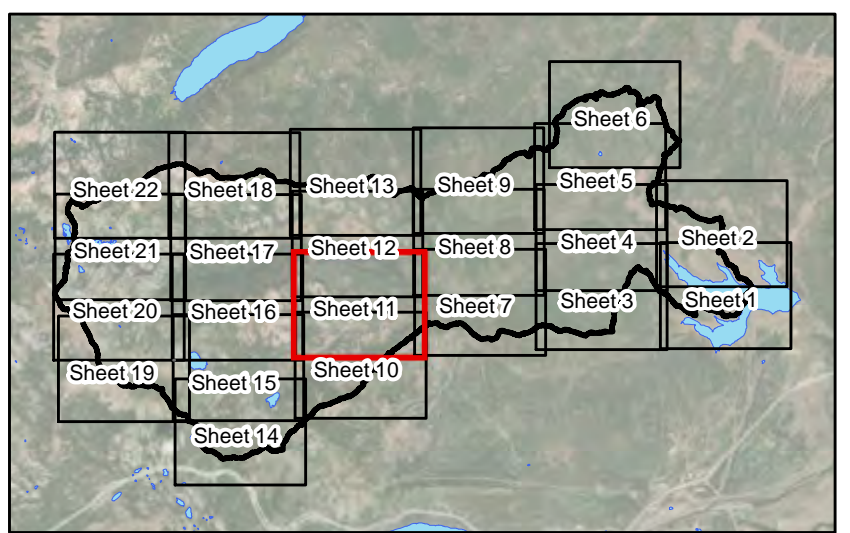 Sheet 6
Sheet 22
Sheet 18
Sheet 13
Sheet 9
Sheet 5
Sheet 21
Sheet 17
Sheet 12
Sheet 8
Sheet 4
Sheet 2
Sheet 20
Sheet 16
Sheet 11
Sheet 7
Sheet 3
Sheet 1
Sheet 19
Sheet 15
Sheet 10
Sheet 14